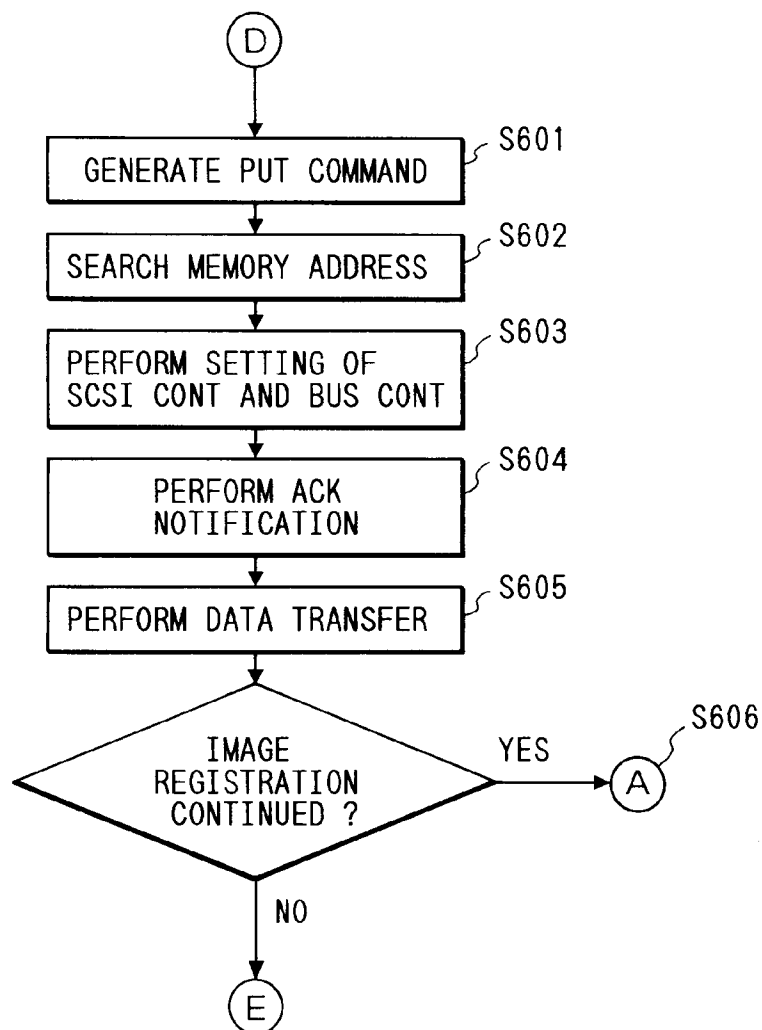 D
S601
GENERATE PUT COMMAND
S602
SEARCH MEMORY ADDRESS
S603
PERFORM SETTING OF
SCSI CONT AND BUS CONT
S604
PERFORM ACK
NOTIFICATION
S605
PERFORM DATA TRANSFER
S606
IMAGE
REGISTRATION
CONTINUED ?
YES
A
NO
E